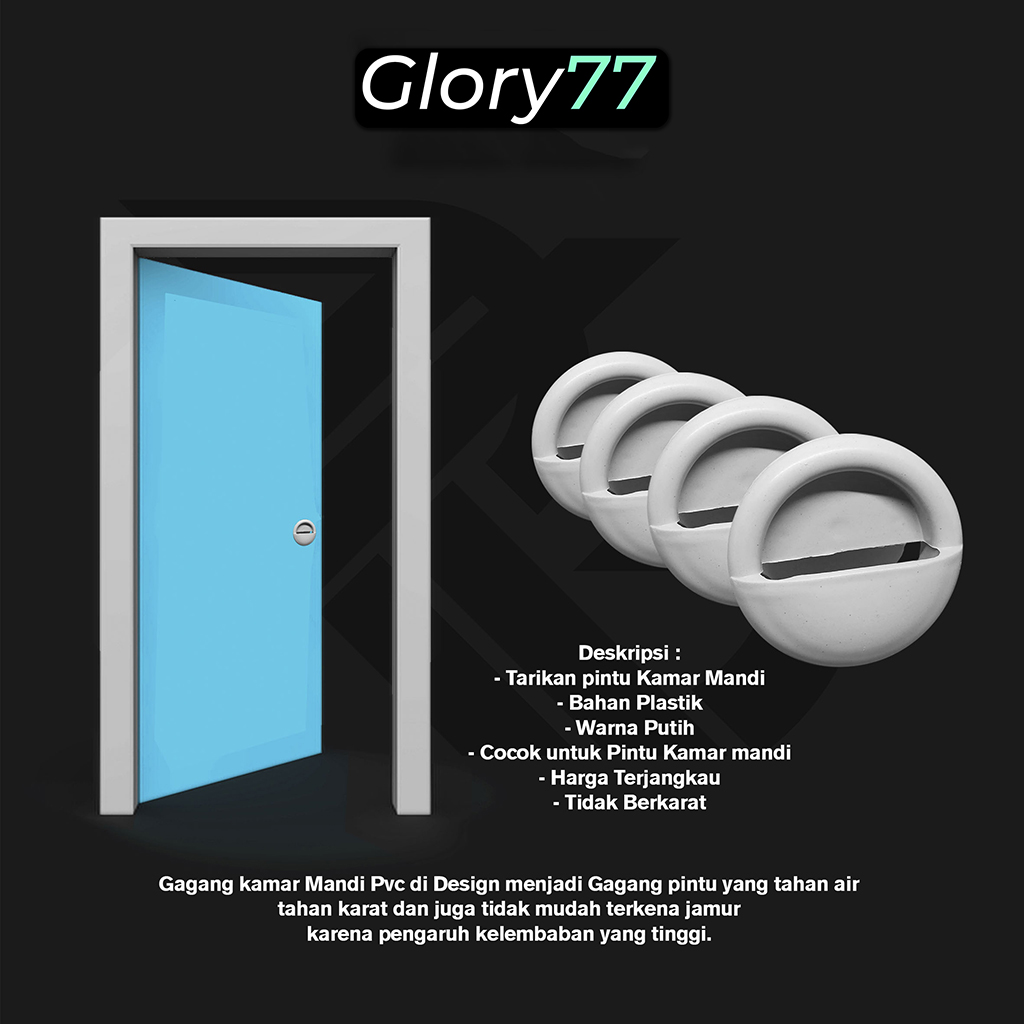 Glory77
Deskripsi :
- Tarikan pintu Kamar Mandi
- Bahan Plastik
- Warna Putih
- Cocok untuk Pintu Kamar mandi
- Harga Terjangkau
- Tidak Berkarat
Gagang kamar Mandi Pvc di Design menjadi Gagang pintu yang tahan air
tahan karat dan juga tidak mudah terkena jamur
karena pengaruh kelembaban yang tinggi.